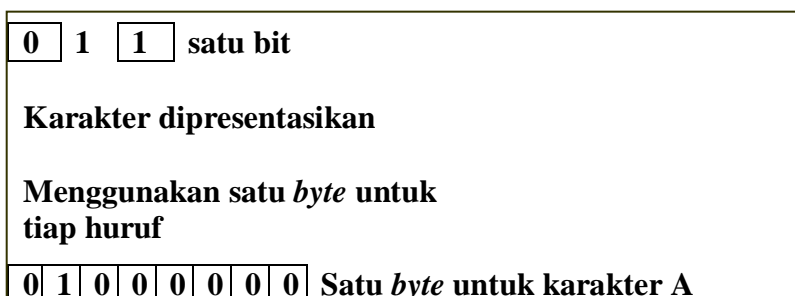 0 1 1 satu bit
Karakter dipresentasikan
Menggunakan satu byte untuk
tiap huruf
0 1 0 0 0 0 0 0 Satu byte untuk karakter A